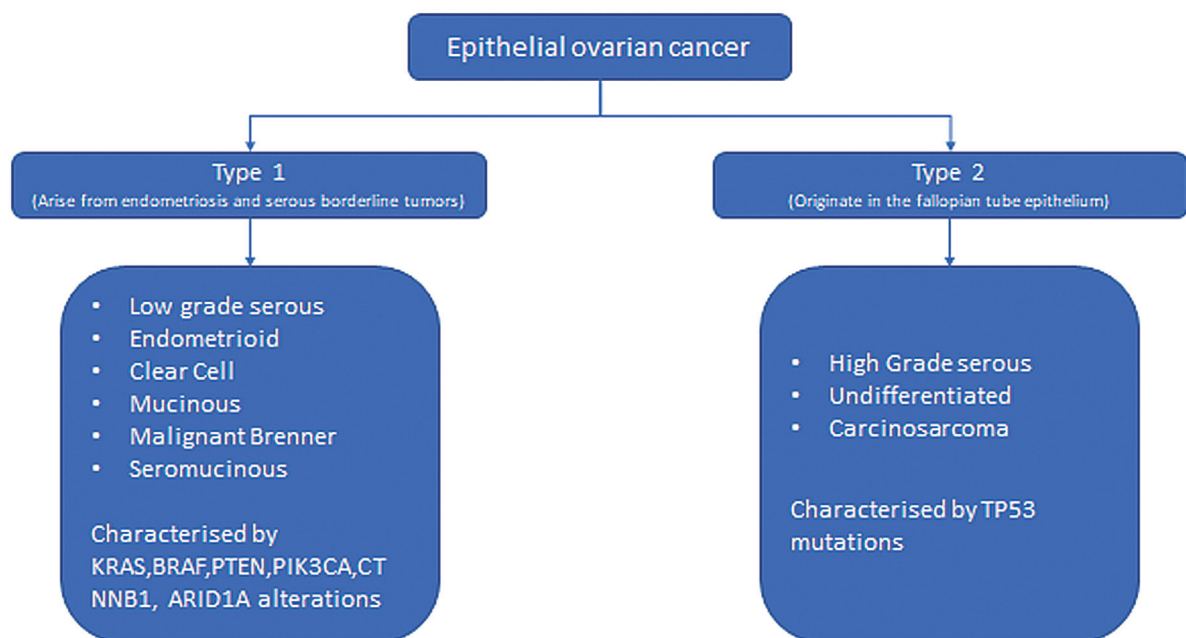 Epithelial ovarian cancer
Type 1
(Arise from endometriosis and serous borderline tumors)
• Low grade serous
• Endometrioid
• Clear Cell
• Mucinous
• Malignant Brenner
• Seromucinous
Characterised by
KRAS,BRAF,PTEN,PIK3CA,CT
NNB1, ARID1A alterations
Type 2
(Originate in the fallopian tube epithelium)
• High Grade serous
• Undifferentiated
• Carcinosarcoma
Characterised by TP53
mutations